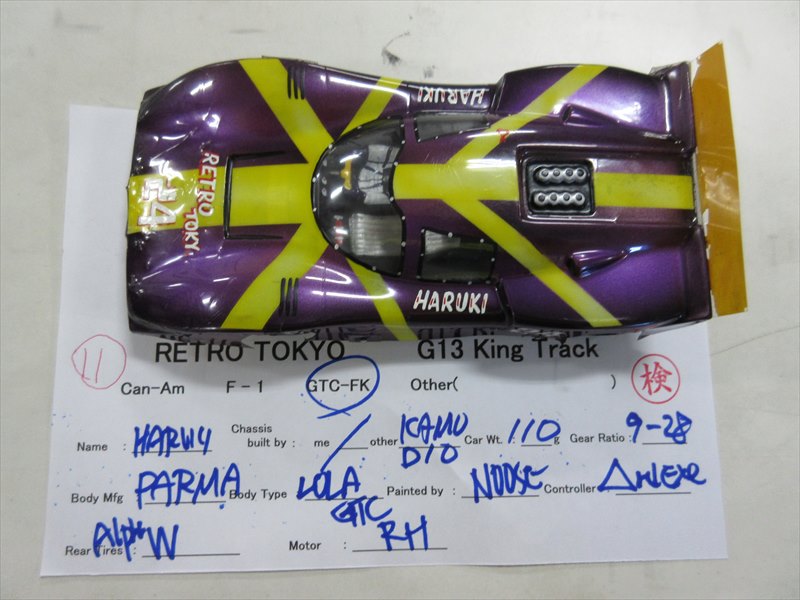 HARUKI
24
RETRO
TOKY
HARUKI
11
RETRO TOKYO G13 King Track
Can-Am F-1 GTC-FK Other( ) 検
Name : HARUKI Chassis built by : me other KAMO DIO Car Wt. : 110 g Gear Ratio : 9-28
Body Mfg PARMA Body Type LOLA GTC Painted by : NOOSE Controller
Rear Tires : Alpha W Motor : RH